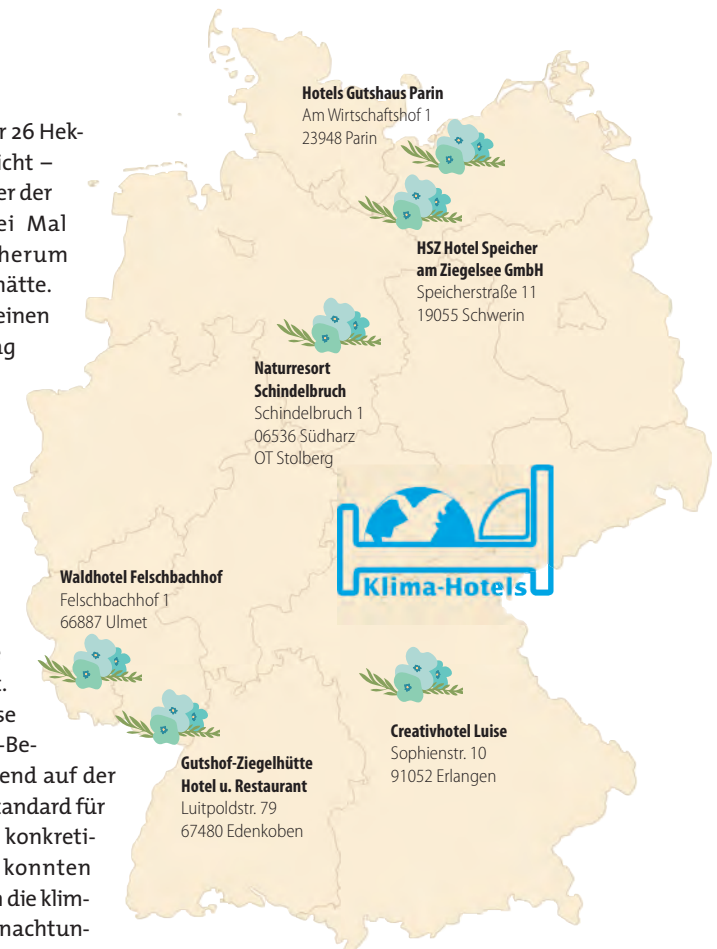 r 26 Hek-
icht –
er der
ei Mal
herum
hätte.
einen
g
.
se
-Be-
end auf der
tandard für
konkreti-
konnten
n die klim-
nachtun-
Hotels Gutshaus Parin
Am Wirtschaftshof 1
23948 Parin
HSZ Hotel Speicher
am Ziegelsee GmbH
Speicherstraße 11
19055 Schwerin
Naturresort
Schindelbruch
Schindelbruch 1
06536 Südharz
OT Stolberg
Klima-Hotels
Waldhotel Felschbachhof
Felschbachhof 1
66887 Ulmet
Gutshof-Ziegelhütte
Hotel u. Restaurant
Luitpoldstr. 79
67480 Edenkoben
Creativhotel Luise
Sophienstr. 10
91052 Erlangen